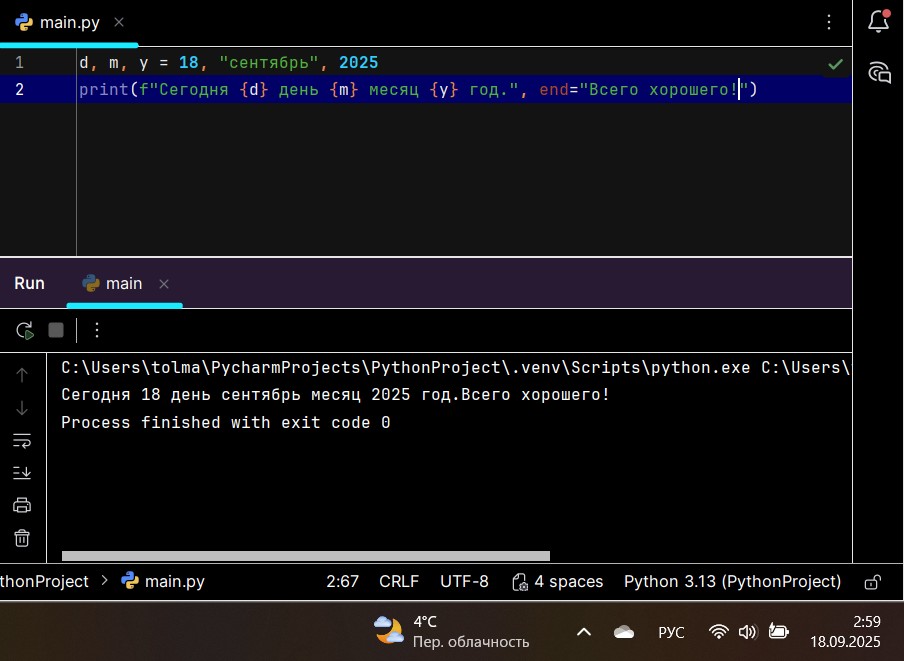 main.py
1 d, m, y = 18, "сентябрь", 2025
2 print(f"Сегодня {d} день {m} месяц {y} год.", end="Всего хорошего!")
Run main
C:\Users\tolma\PycharmProjects\PythonProject\.venv\Scripts\python.exe C:\Users\
Сегодня 18 день сентябрь месяц 2025 год.Всего хорошего!
Process finished with exit code 0
thonProject > main.py 2:67 CRLF UTF-8 4 spaces Python 3.13 (PythonProject)
4°C
Пер. облачность
РУС
2:59
18.09.2025